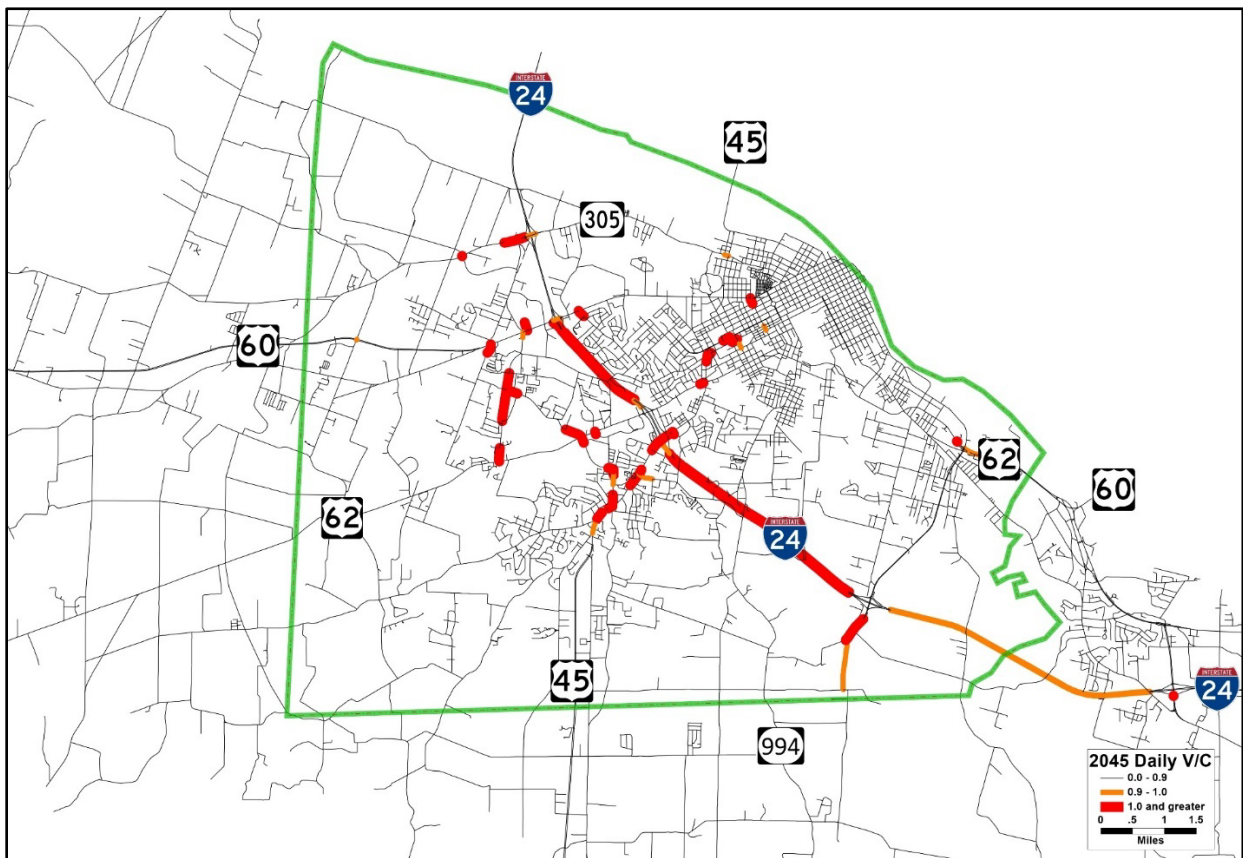 INTERSTATE
24
45
305
60
62
60
62
INTERSTATE
24
45
INTERSTATE
24
994
2045 Daily V/C
0.0 - 0.9
0.9 - 1.0
1.0 and greater
0 .5 1 1.5
Miles